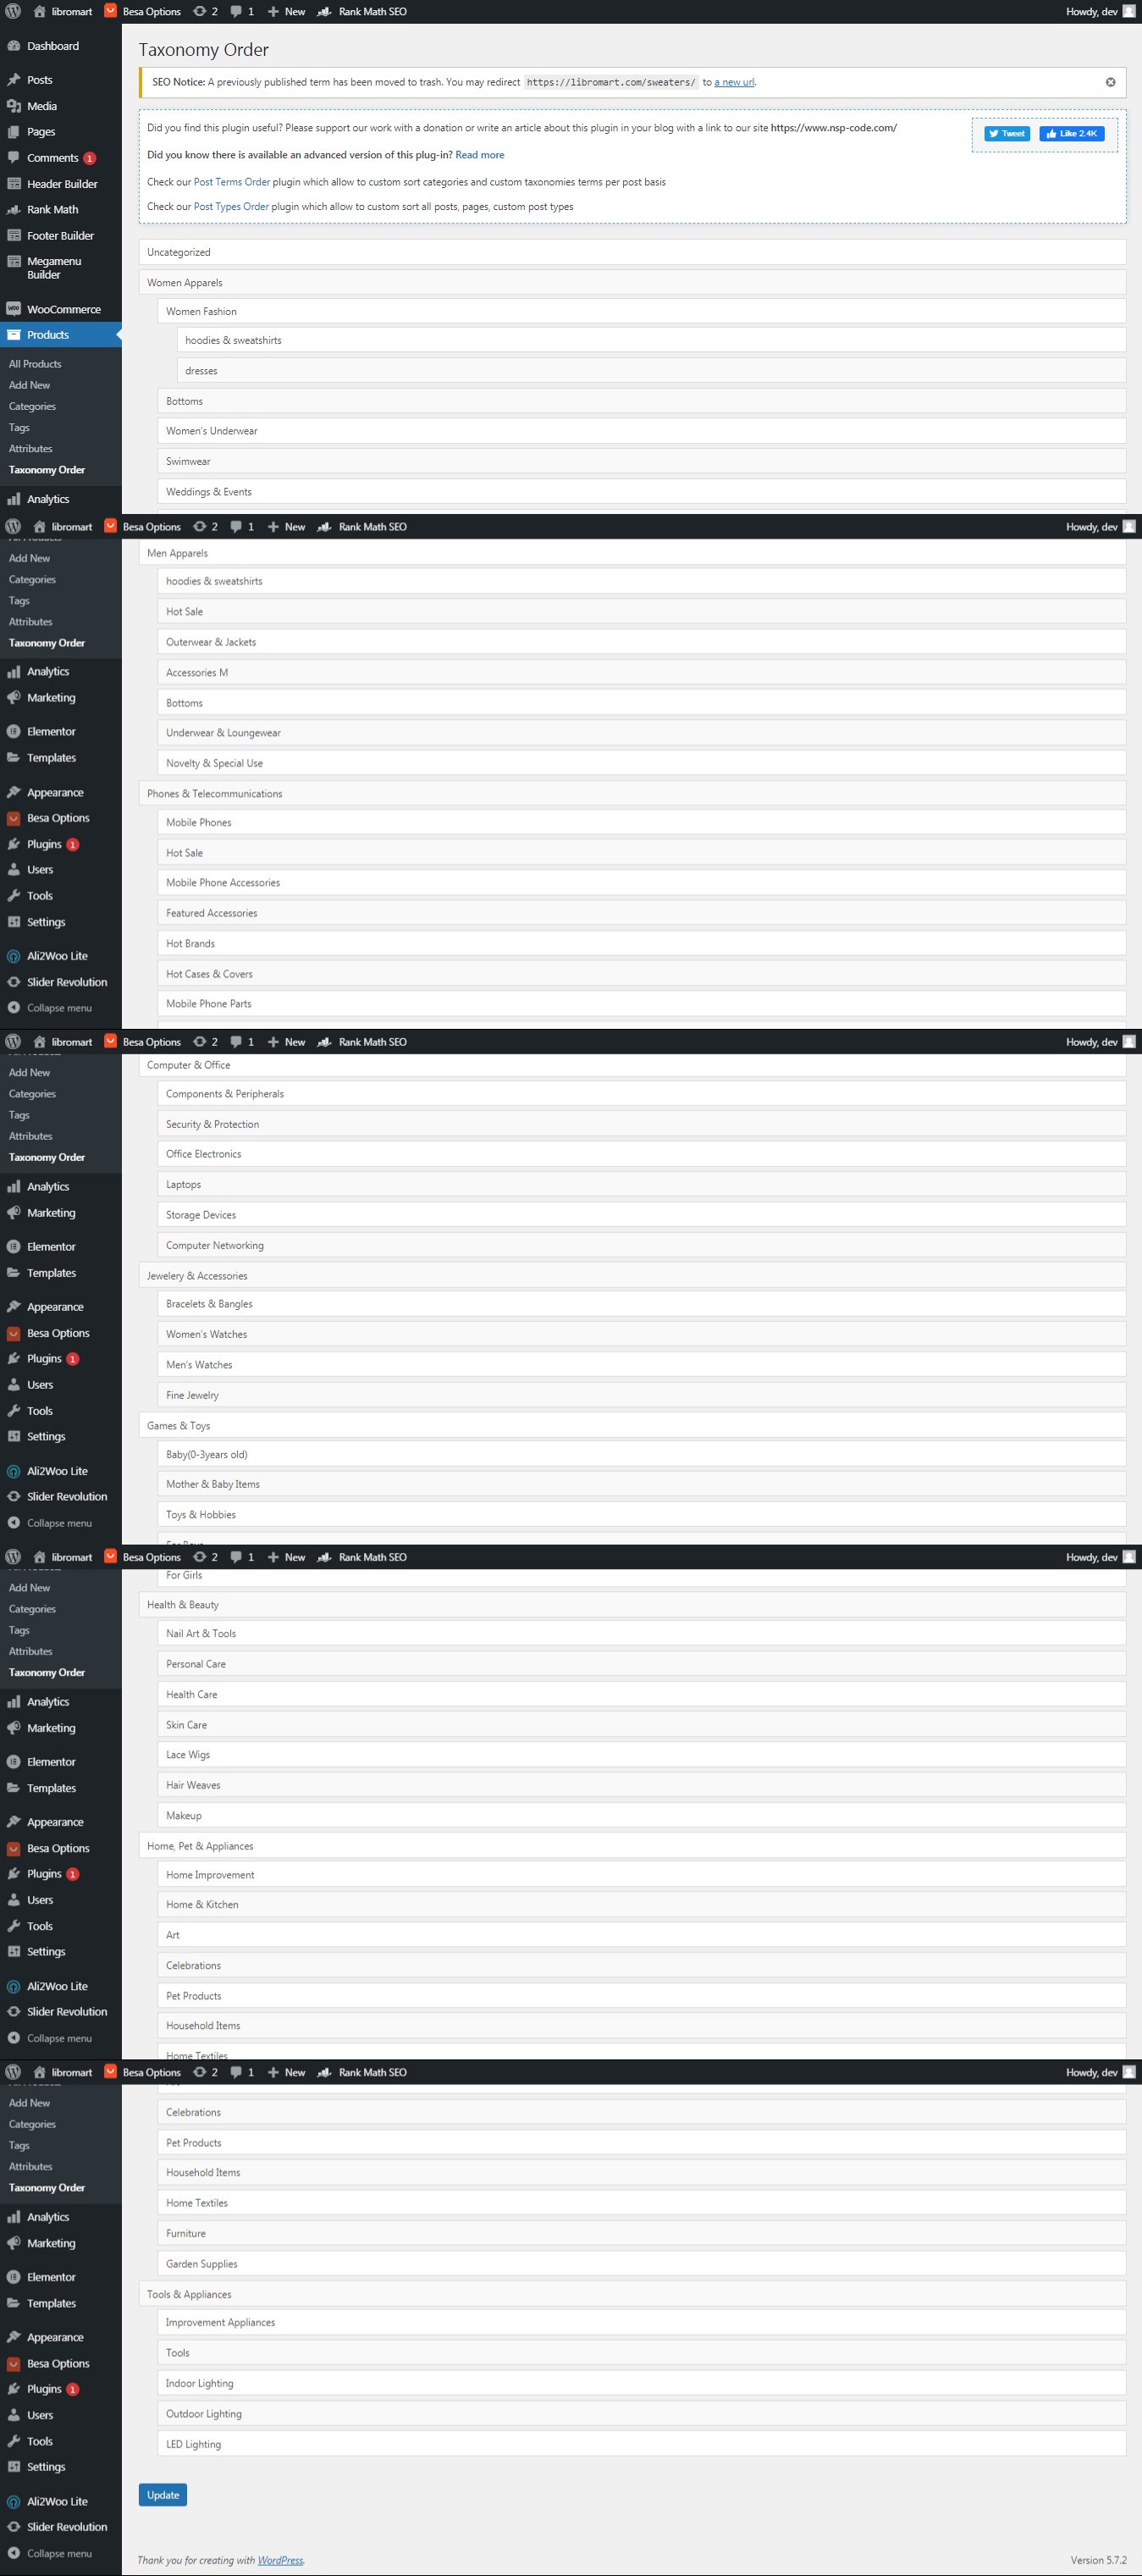 libromart Besa Options 2 1 New Rank Math SEO Howdy, dev
Dashboard
Posts
Media
Pages
Comments 1
Header Builder
Rank Math
Footer Builder
Megamenu
Builder
WooCommerce
Products
All Products
Add New
Categories
Tags
Attributes
Taxonomy Order
Analytics
Taxonomy Order
SEO Notice: A previously published term has been moved to trash. You may redirect https://libromart.com/sweaters/ to a new url.
Did you find this plugin useful? Please support our work with a donation or write an article about this plugin in your blog with a link to our site https://www.nsp-code.com/
Tweet Like 2.4K
Did you know there is available an advanced version of this plug-in? Read more
Check our Post Terms Order plugin which allow to custom sort categories and custom taxonomies terms per post basis
Check our Post Types Order plugin which allow to custom sort all posts, pages, custom post types
Uncategorized
Women Apparels
Women Fashion
hoodies & sweatshirts
dresses
Bottoms
Women's Underwear
Swimwear
Weddings & Events
libromart Besa Options 2 1 New Rank Math SEO Howdy, dev
Add New
Categories
Tags
Attributes
Taxonomy Order
Analytics
Marketing
Elementor
Templates
Appearance
Besa Options
Plugins 1
Users
Tools
Settings
Ali2Woo Lite
Slider Revolution
Collapse menu
Men Apparels
hoodies & sweatshirts
Hot Sale
Outerwear & Jackets
Accessories M
Bottoms
Underwear & Loungewear
Novelty & Special Use
Phones & Telecommunications
Mobile Phones
Hot Sale
Mobile Phone Accessories
Featured Accessories
Hot Brands
Hot Cases & Covers
Mobile Phone Parts
libromart Besa Options 2 1 New Rank Math SEO Howdy, dev
Add New
Categories
Tags
Attributes
Taxonomy Order
Analytics
Marketing
Elementor
Templates
Appearance
Besa Options
Plugins 1
Users
Tools
Settings
Ali2Woo Lite
Slider Revolution
Collapse menu
Computer & Office
Components & Peripherals
Security & Protection
Office Electronics
Laptops
Storage Devices
Computer Networking
Jewelery & Accessories
Bracelets & Bangles
Women's Watches
Men's Watches
Fine Jewelry
Games & Toys
Baby(0-3years old)
Mother & Baby Items
Toys & Hobbies
libromart Besa Options 2 1 New Rank Math SEO Howdy, dev
Add New
Categories
Tags
Attributes
Taxonomy Order
Analytics
Marketing
Elementor
Templates
Appearance
Besa Options
Plugins 1
Users
Tools
Settings
Ali2Woo Lite
Slider Revolution
Collapse menu
For Girls
Health & Beauty
Nail Art & Tools
Personal Care
Health Care
Skin Care
Lace Wigs
Hair Weaves
Makeup
Home, Pet & Appliances
Home Improvement
Home & Kitchen
Art
Celebrations
Pet Products
Household Items
Home Textiles
libromart Besa Options 2 1 New Rank Math SEO Howdy, dev
Add New
Categories
Tags
Attributes
Taxonomy Order
Analytics
Marketing
Elementor
Templates
Appearance
Besa Options
Plugins 1
Users
Tools
Settings
Ali2Woo Lite
Slider Revolution
Collapse menu
Celebrations
Pet Products
Household Items
Home Textiles
Furniture
Garden Supplies
Tools & Appliances
Improvement Appliances
Tools
Indoor Lighting
Outdoor Lighting
LED Lighting
Update
Thank you for creating with WordPress. Version 5.7.2